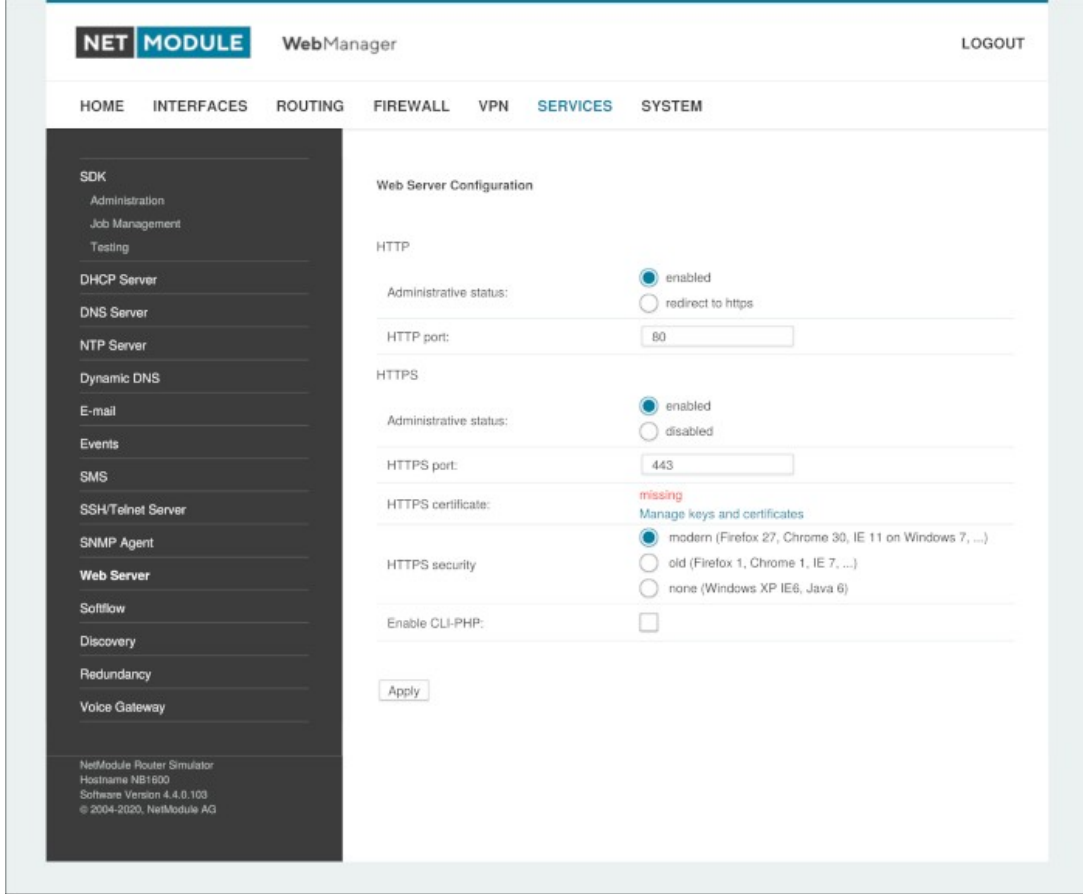 NET MODULE WebManager LOGOUT
HOME INTERFACES ROUTING FIREWALL VPN SERVICES SYSTEM
SDK
Administration
Job Management
Testing
DHCP Server
DNS Server
NTP Server
Dynamic DNS
E-mail
Events
SMS
SSH/Telnet Server
SNMP Agent
Web Server
Softflow
Discovery
Redundancy
Voice Gateway
NetModule Router Simulator
Hostname NB1600
Software Version 4.4.0.103
© 2004-2020, NetModule AG
Web Server Configuration
HTTP
Administrative status:
enabled
redirect to https
HTTP port: 80
HTTPS
Administrative status:
enabled
disabled
HTTPS port: 443
HTTPS certificate:
missing
Manage keys and certificates
HTTPS security
modern (Firefox 27, Chrome 30, IE 11 on Windows 7, ...)
old (Firefox 1, Chrome 1, IE 7, ...)
none (Windows XP IE6, Java 6)
Enable CLI-PHP:
Apply